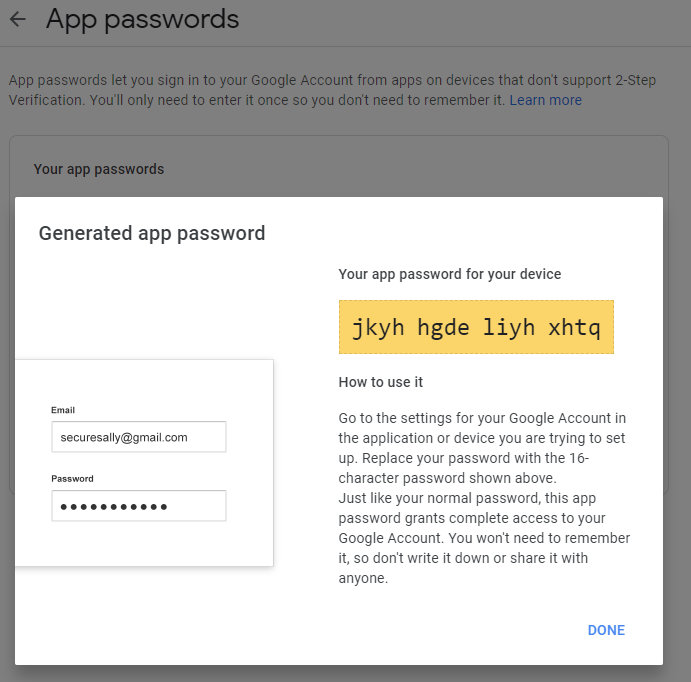 App passwords
App passwords let you sign in to your Google Account from apps on devices that don't support 2-Step
Verification. You'll only need to enter it once so you don't need to remember it. Learn more
Your app passwords
Generated app password
Your app password for your device
jkyh hgde liyh xhtq
Email
securesally@gmail.com
Password
●●●●●●●●●●●
How to use it
Go to the settings for your Google Account in
the application or device you are trying to set
up. Replace your password with the 16-
character password shown above.
Just like your normal password, this app
password grants complete access to your
Google Account. You won't need to remember
it, so don't write it down or share it with
anyone.
DONE